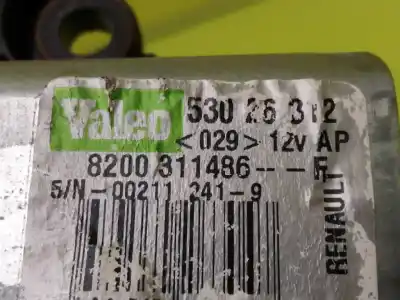 Valeo
530 26 312
<029> 12V AP
8200 311486---F
S/N-00211 241-9
RENAULT